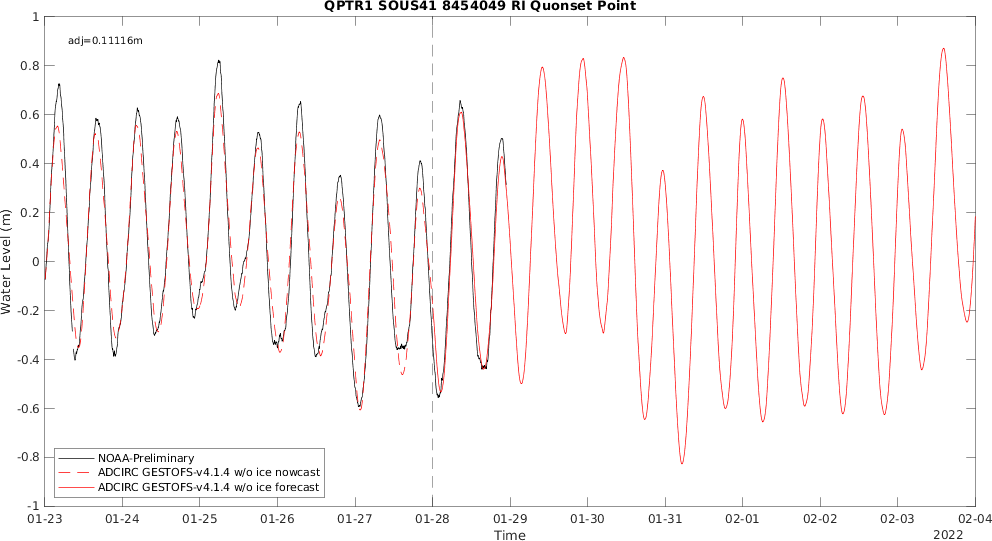 QPTR1 SOUS41 8454049 RI Quonset Point
adj=0.11116m
1
0.8
0.6
0.4
0.2
0
-0.2
-0.4
-0.6
-0.8
-1
Water Level (m)
NOAA-Preliminary
ADCIRC GESTOFS-v4.1.4 w/o ice nowcast
ADCIRC GESTOFS-v4.1.4 w/o ice forecast
01-23 01-24 01-25 01-26 01-27 01-28 01-29 01-30 01-31 02-01 02-02 02-03 02-04
Time
2022